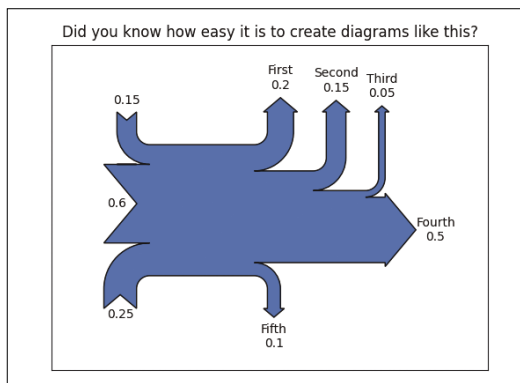 Did you know how easy it is to create diagrams like this?
First
0.2
Second
0.15
Third
0.05
0.15
0.6
Fourth
0.5
0.25
Fifth
0.1